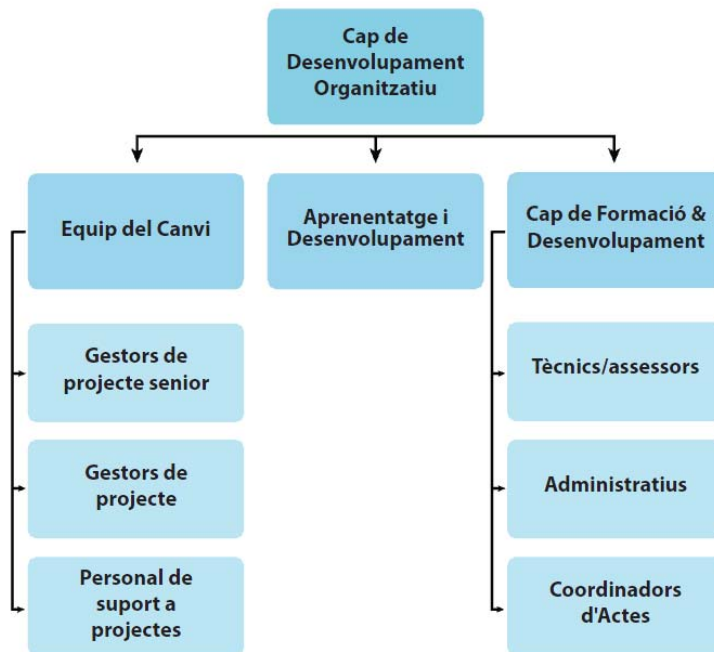 Cap de
Desenvolupament
Organitzatiu
Equip del Canvi
Aprenentatge i
Desenvolupament
Cap de Formació &
Desenvolupament
Gestors de
projecte senior
Tècnics/assessors
Gestors de
projecte
Administratius
Personal de
suport a
projectes
Coordinadors
d'Actes